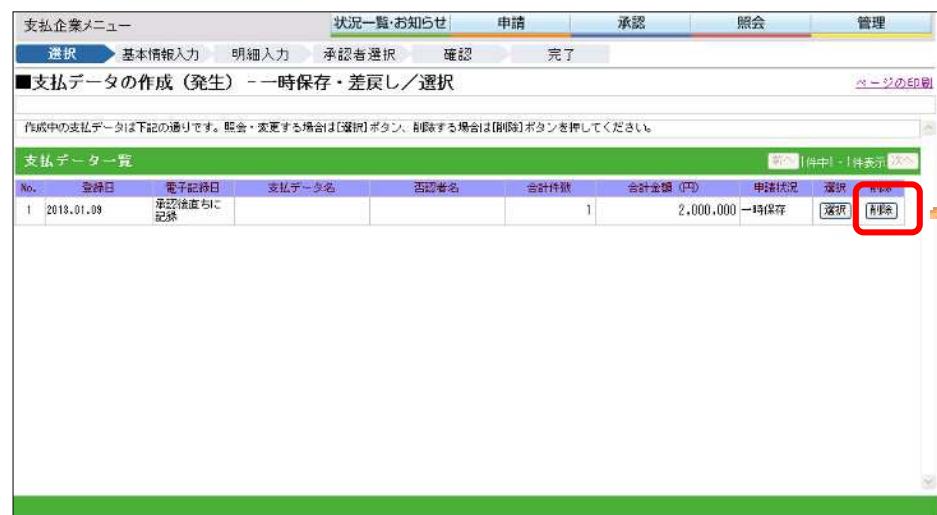 支払企業メニュー 状況一覧・お知らせ 申請 承認 照会 管理
選択 基本情報入力 明細入力 承認者選択 確認 完了
■支払データの作成（発生）－一時保存・差戻し／選択 ページの印刷
作成中の支払データは下記の通りです。照会・変更する場合は[選択]ボタン、削除する場合は[削除]ボタンを押してください。
支払データ一覧 前へ 1件中1-1件表示 次へ
No. 登録日 電子記録日 支払データ名 否認者名 合計件数 合計金額（円） 申請状況 選択 削除
1 2013.01.09 承認後直ちに記録 1 2,000,000 一時保存 選択 削除